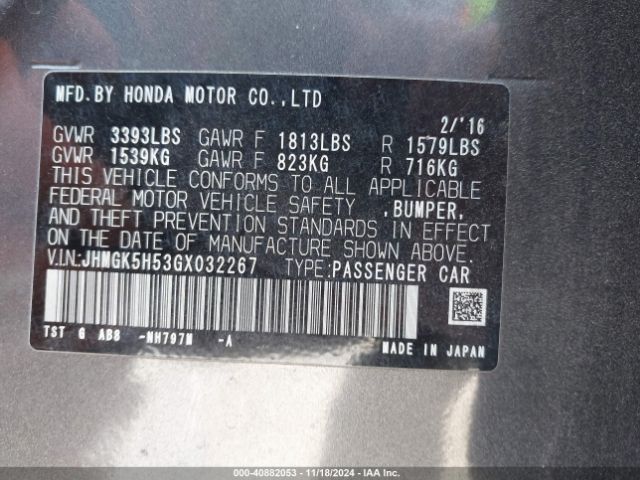 MFD.BY HONDA MOTOR CO.,LTD
2/'16
GVWR 3393LBS GAWR F 1813LBS R 1579LBS
GVWR 1539KG GAWR F 823KG R 716KG
THIS VEHICLE CONFORMS TO ALL APPLICABLE
FEDERAL MOTOR VEHICLE SAFETY ,BUMPER,
AND THEFT PREVENTION STANDARDS IN EFFECT
ON THE DATE OF MANUFACTURE SHOWN ABOVE.
V.I.N:JHMGK5H53GX032267 TYPE:PASSENGER CAR
TST G AB8 -NH797M -A
MADE IN JAPAN
000-40882053 - 11/18/2024 - IAA Inc.